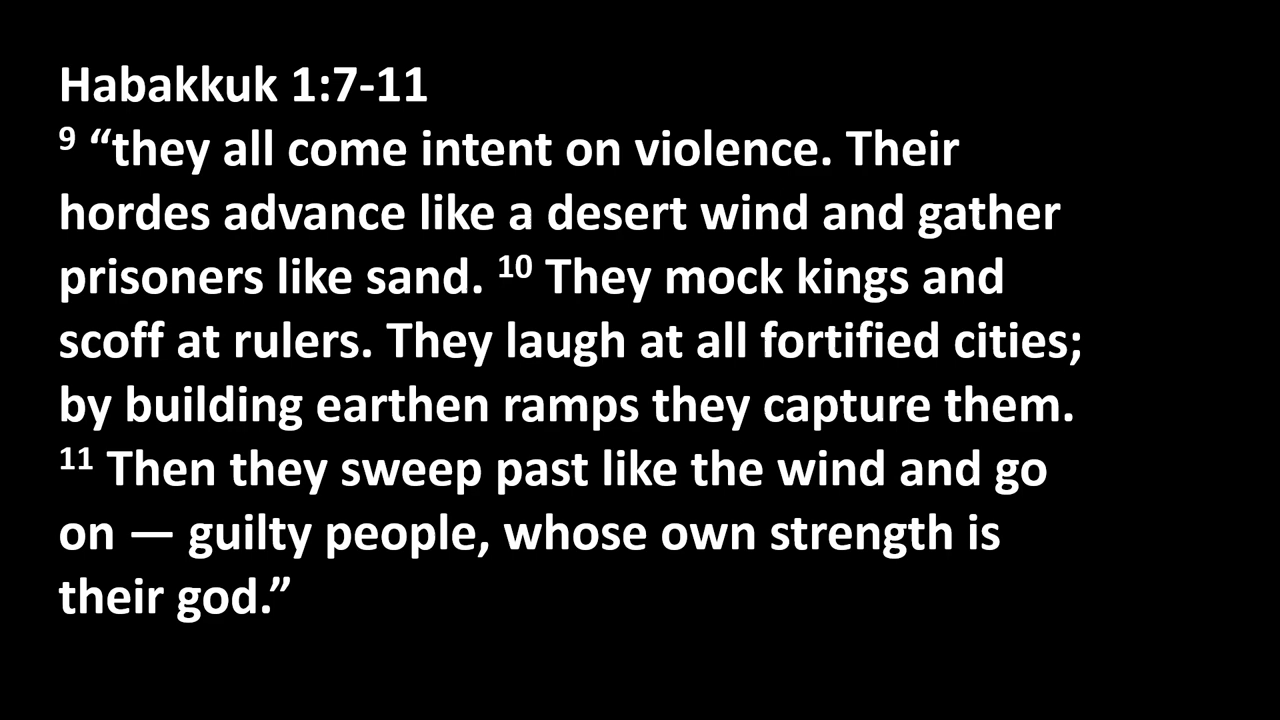 Habakkuk 1:7-11
9 “they all come intent on violence. Their
hordes advance like a desert wind and gather
prisoners like sand. 10 They mock kings and
scoff at rulers. They laugh at all fortified cities;
by building earthen ramps they capture them.
11 Then they sweep past like the wind and go
on — guilty people, whose own strength is
their god.”